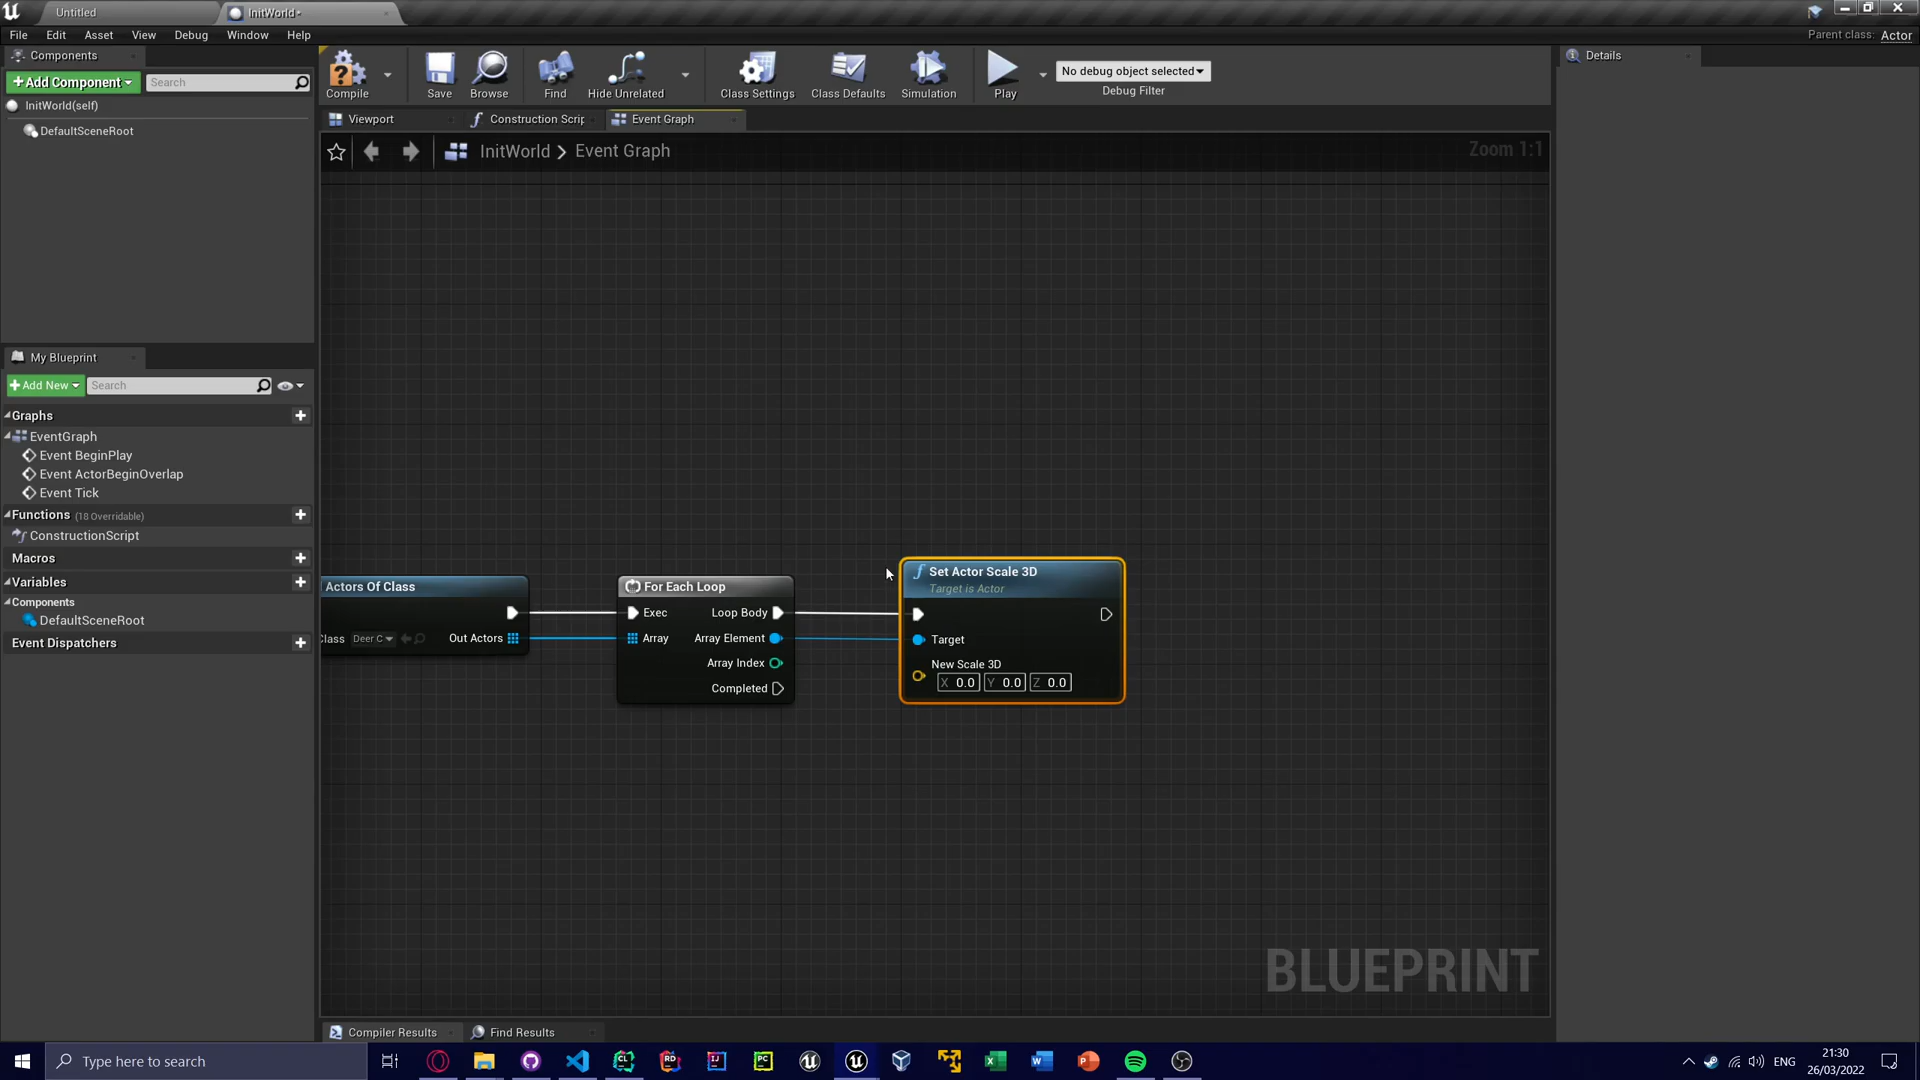 Untitled
InitWorld*
File Edit Asset View Debug Window Help
Parent class: Actor
Components
+Add Component
Search
InitWorld(self)
DefaultSceneRoot
Compile
Save
Browse
Find
Hide Unrelated
Class Settings
Class Defaults
Simulation
Play
No debug object selected
Debug Filter
Details
Viewport
Construction Scrip
Event Graph
InitWorld > Event Graph
Zoom 1:1
My Blueprint
+Add New
Search
Graphs
EventGraph
Event BeginPlay
Event ActorBeginOverlap
Event Tick
Functions (18 Overridable)
ConstructionScript
Macros
Variables
Components
DefaultSceneRoot
Event Dispatchers
Actors Of Class
lass Deer C
Out Actors
For Each Loop
Exec Loop Body
Array Array Element
Array Index
Completed
Set Actor Scale 3D
Target is Actor
Target
New Scale 3D
X 0.0 Y 0.0 Z 0.0
BLUEPRINT
Compiler Results
Find Results
Type here to search
ENG
21:30
26/03/2022